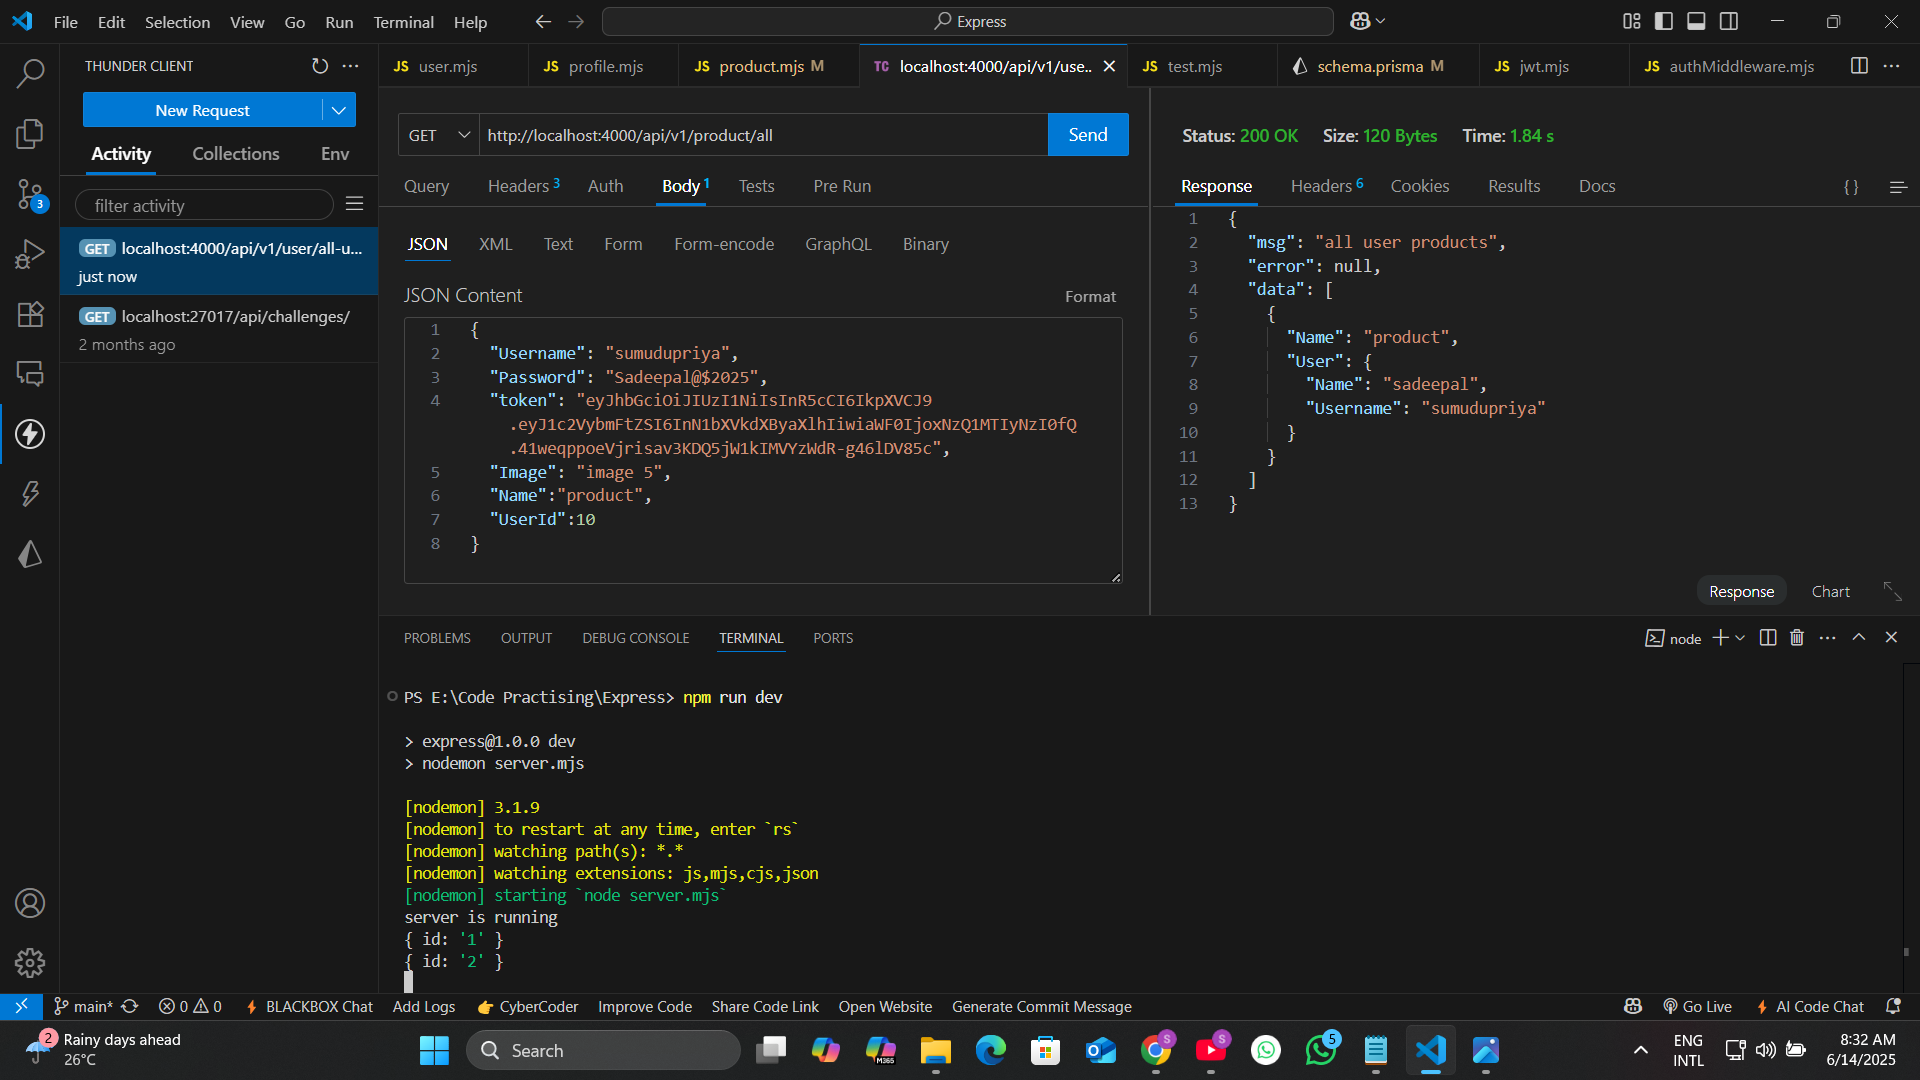 File Edit Selection View Go Run Terminal Help
Express
THUNDER CLIENT
New Request
Activity Collections Env
filter activity
GET localhost:4000/api/v1/user/all-u...
just now
GET localhost:27017/api/challenges/
2 months ago
3
JS user.mjs
JS profile.mjs
JS product.mjs M
TC localhost:4000/api/v1/use..
JS test.mjs
schema.prisma M
JS jwt.mjs
JS authMiddleware.mjs
GET http://localhost:4000/api/v1/product/all Send
Query Headers 3 Auth Body 1 Tests Pre Run
JSON XML Text Form Form-encode GraphQL Binary
JSON Content Format
1 {
2 "Username": "sumudupriya",
3 "Password": "Sadeepal@$2025",
4 "token": "eyJhbGciOiJIUzI1NiIsInR5cCI6IkpXVCJ9
.eyJ1c2VybmFtZSI6InN1bXVkdXByaXlhIiwiaWF0IjoxNzQ1MTIyNzI0fQ
.41weqppoeVjrisav3KDQ5jW1kIMVYzWdR-g46lDV85c",
5 "Image": "image 5",
6 "Name":"product",
7 "UserId":10
8 }
Status: 200 OK Size: 120 Bytes Time: 1.84 s
Response Headers 6 Cookies Results Docs { }
1 {
2 "msg": "all user products",
3 "error": null,
4 "data": [
5 {
6 "Name": "product",
7 "User": {
8 "Name": "sadeepal",
9 "Username": "sumudupriya"
10 }
11 }
12 ]
13 }
Response Chart
PROBLEMS OUTPUT DEBUG CONSOLE TERMINAL PORTS
node
PS E:\Code Practising\Express> npm run dev
> express@1.0.0 dev
> nodemon server.mjs
[nodemon] 3.1.9
[nodemon] to restart at any time, enter `rs`
[nodemon] watching path(s): *.*
[nodemon] watching extensions: js,mjs,cjs,json
[nodemon] starting `node server.mjs`
server is running
{ id: '1' }
{ id: '2' }
main* 0 0 BLACKBOX Chat Add Logs CyberCoder Improve Code Share Code Link Open Website Generate Commit Message Go Live AI Code Chat
2 Rainy days ahead
26°C
Search
M365
S
S
5
ENG
INTL
8:32 AM
6/14/2025